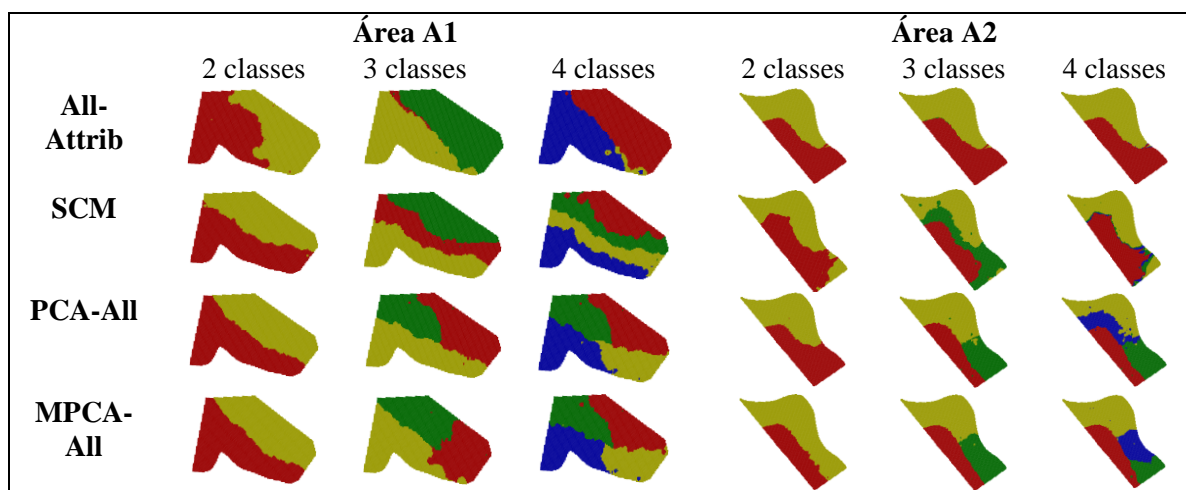 Área A1 Área A2
2 classes 3 classes 4 classes 2 classes 3 classes 4 classes
All-
Attrib
SCM
PCA-All
MPCA-
All